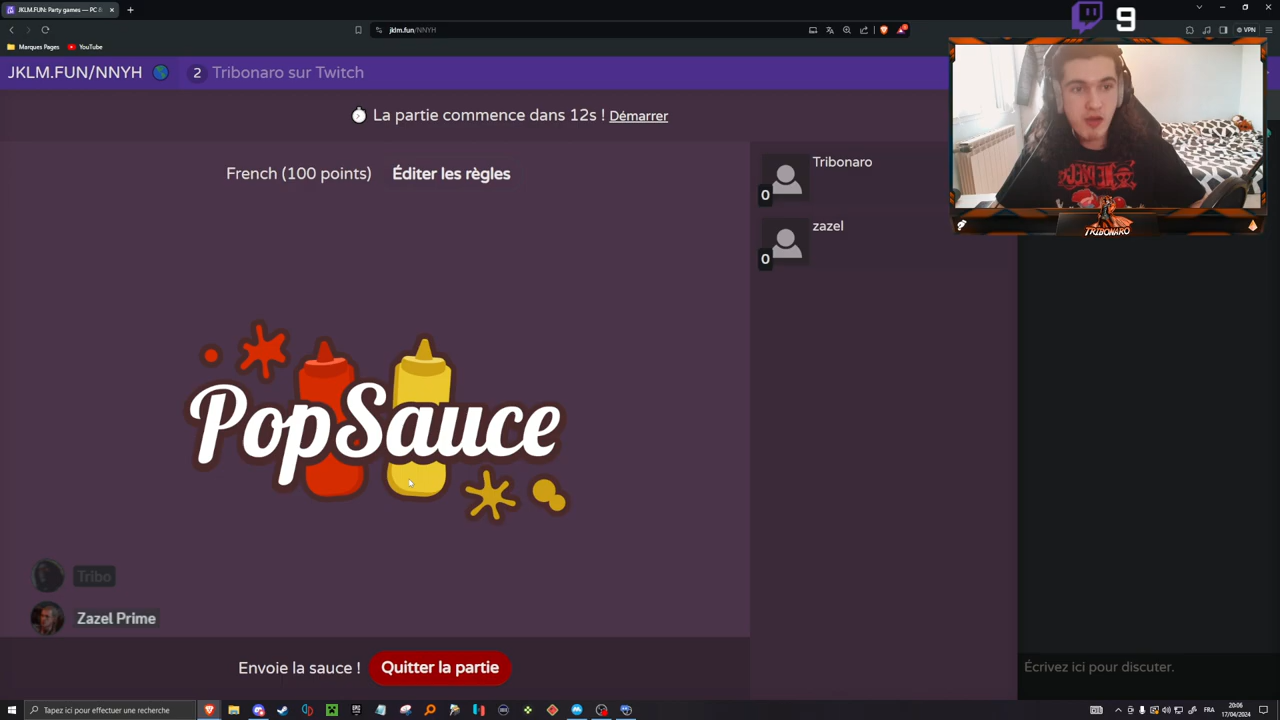 JKLM.FUN: Party games — PC &
9
jklm.fun/NNYH
VPN
Marques Pages
YouTube
JKLM.FUN/NNYH
2
Tribonaro sur Twitch
La partie commence dans 12s !
Démarrer
French (100 points)
Éditer les règles
Tribonaro
0
zazel
0
TRIBONARO
PopSauce
Tribo
Zazel Prime
Envoie la sauce !
Quitter la partie
Écrivez ici pour discuter.
Tapez ici pour effectuer une recherche
FRA
20:06
17/04/2024